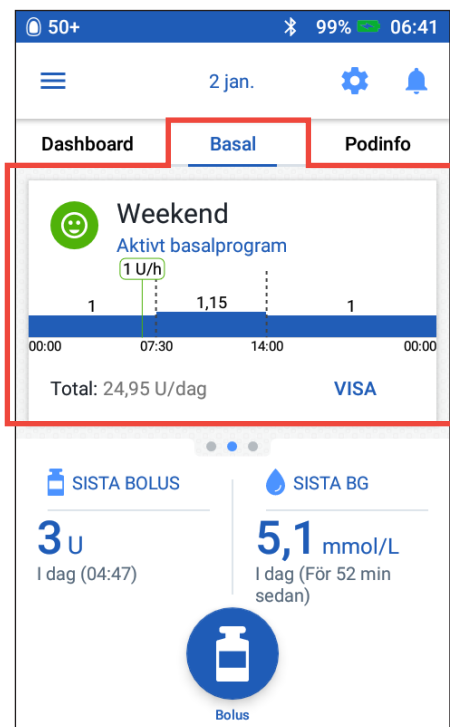 50+ 99% 06:41
2 jan.
Dashboard Basal Podinfo
Weekend
Aktivt basalprogram
1 U/h
1 1,15 1
00:00 07:30 14:00 00:00
Total: 24,95 U/dag VISA
SISTA BOLUS
3 U
I dag (04:47)
SISTA BG
5,1 mmol/L
I dag (För 52 min
sedan)
Bolus